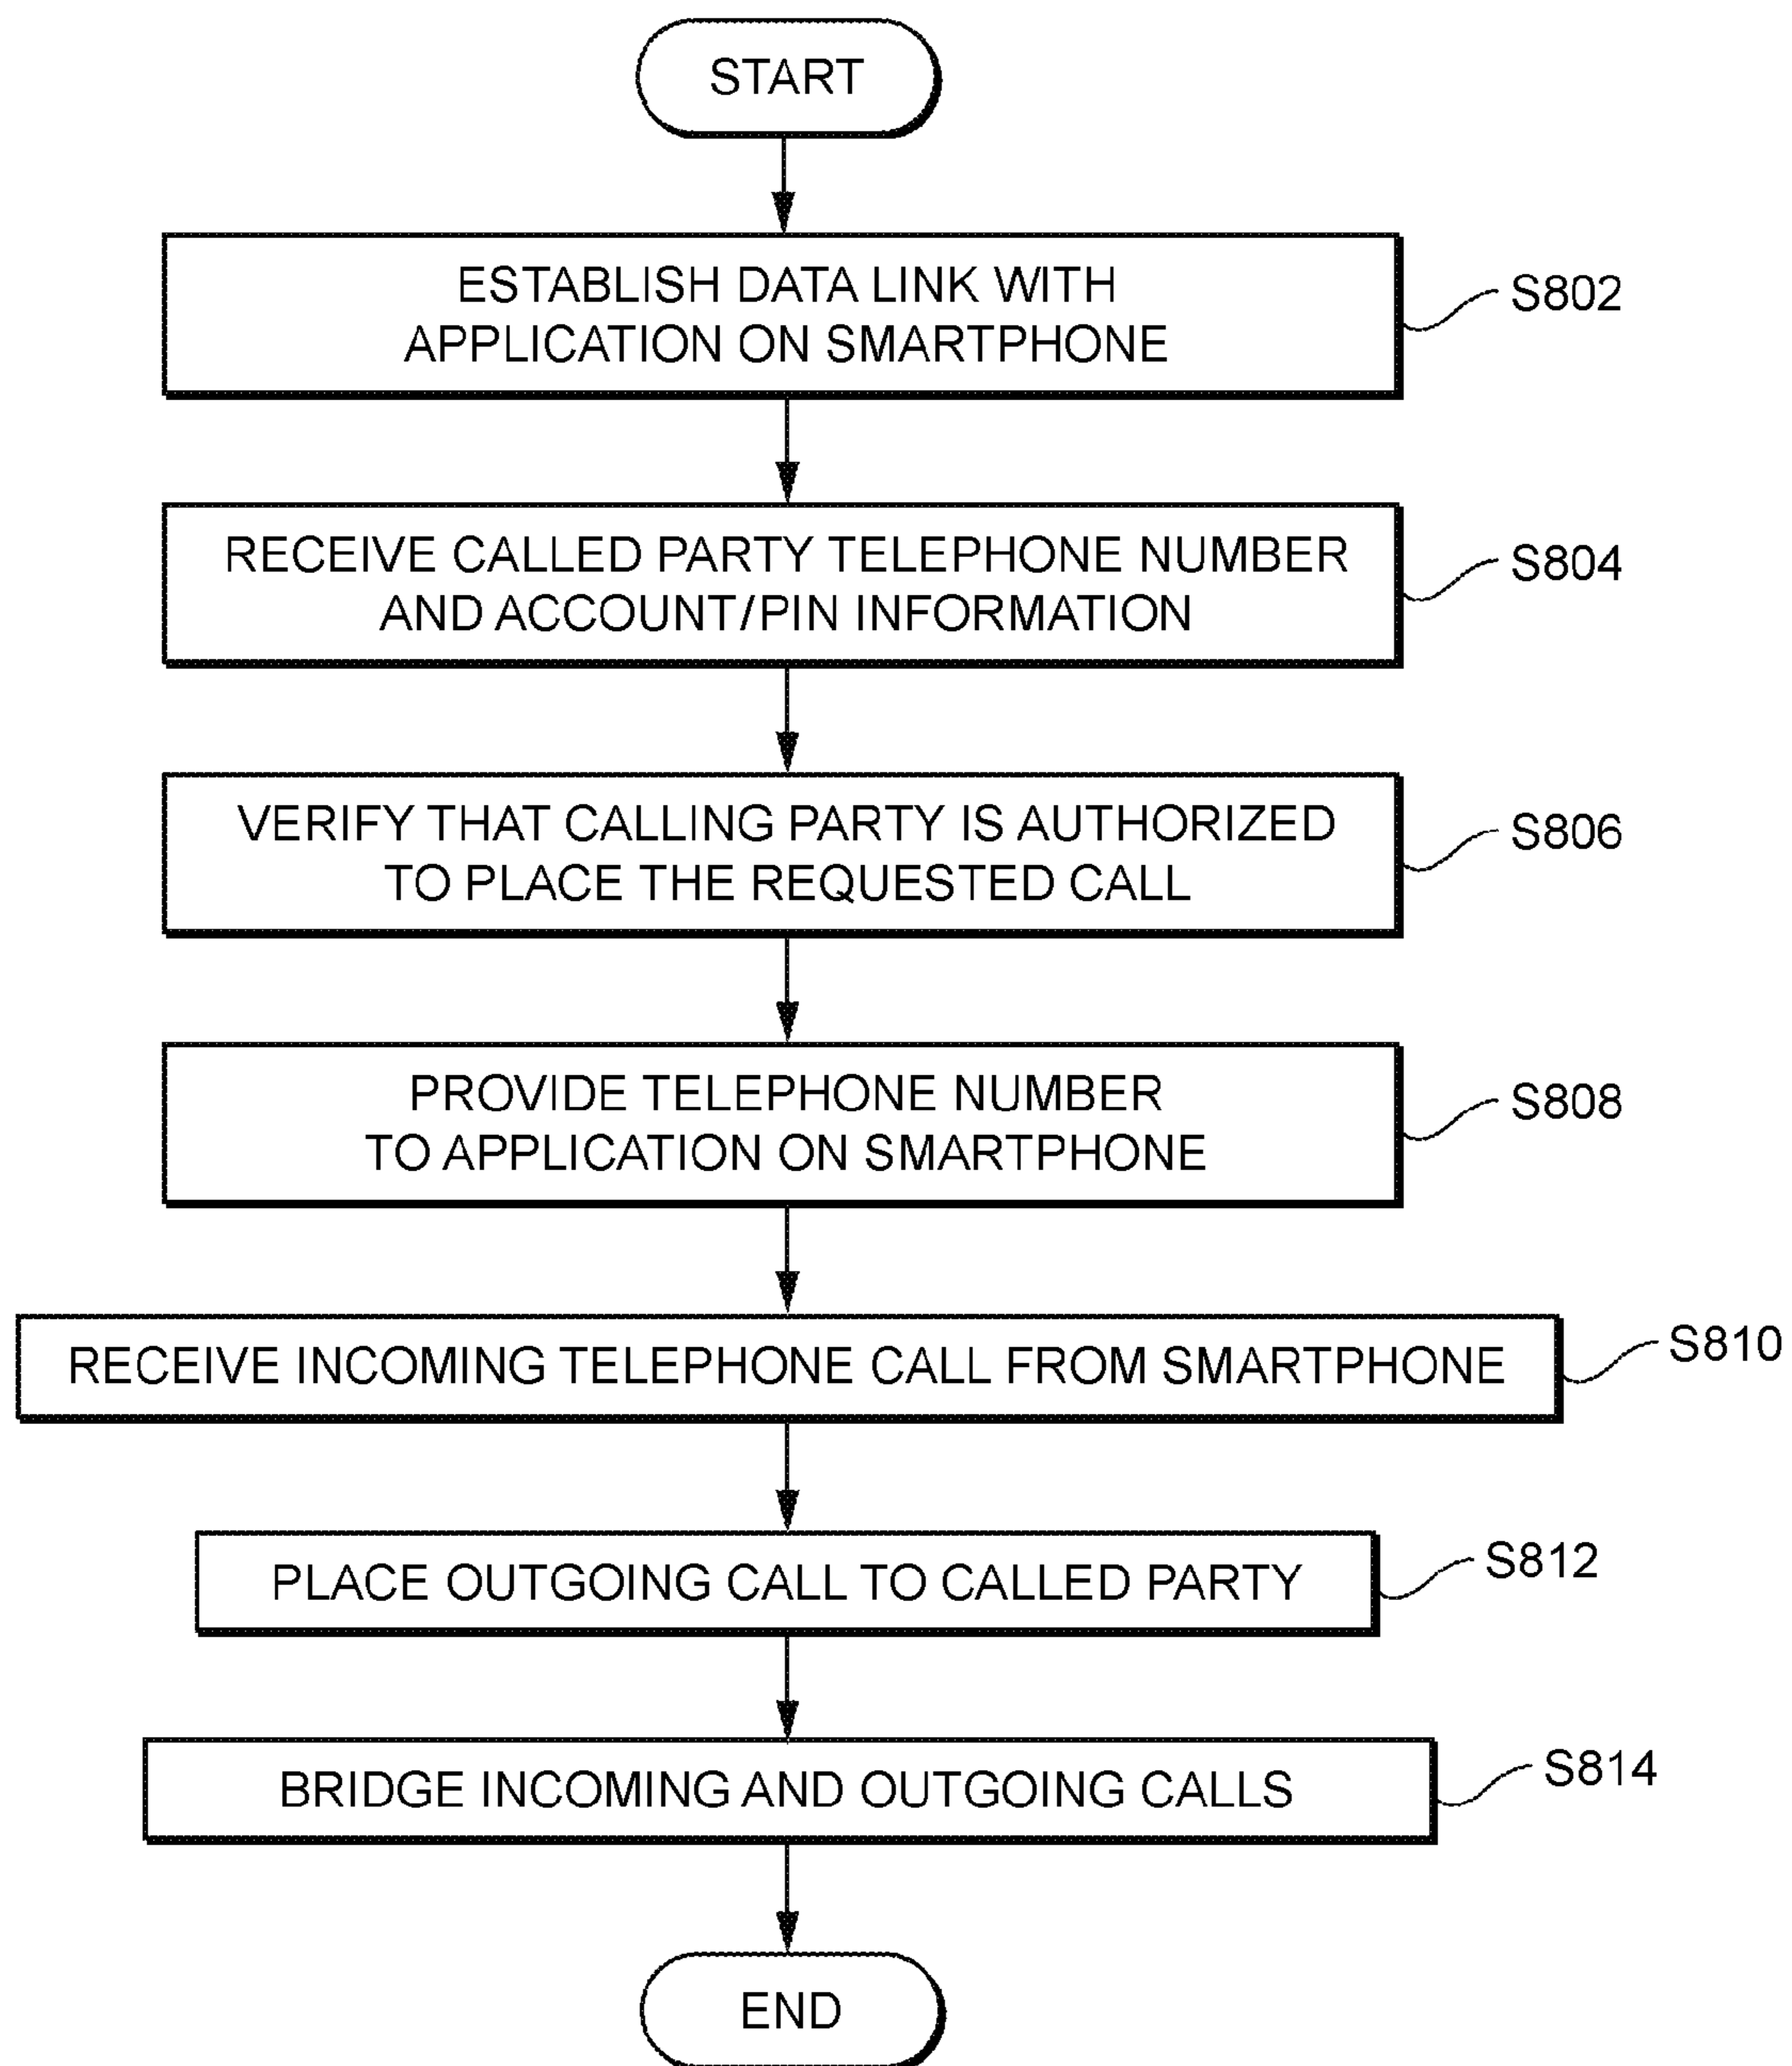 START
ESTABLISH DATA LINK WITH
APPLICATION ON SMARTPHONE
S802
RECEIVE CALLED PARTY TELEPHONE NUMBER
AND ACCOUNT/PIN INFORMATION
S804
VERIFY THAT CALLING PARTY IS AUTHORIZED
TO PLACE THE REQUESTED CALL
S806
PROVIDE TELEPHONE NUMBER
TO APPLICATION ON SMARTPHONE
S808
RECEIVE INCOMING TELEPHONE CALL FROM SMARTPHONE
S810
PLACE OUTGOING CALL TO CALLED PARTY
S812
BRIDGE INCOMING AND OUTGOING CALLS
S814
END